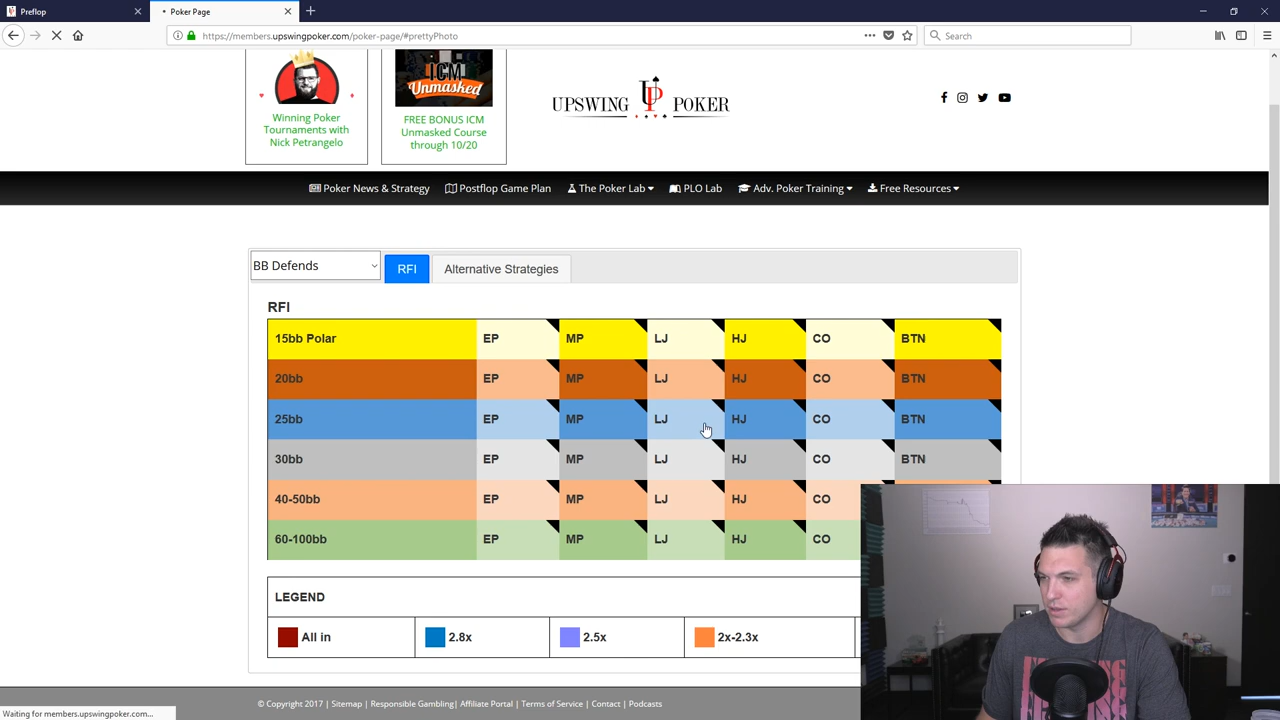 Preflop
Poker Page
https://members.upswingpoker.com/poker-page/#prettyPhoto
Search
Winning Poker
Tournaments with
Nick Petrangelo
ICM
Unmasked
FREE BONUS ICM
Unmasked Course
through 10/20
UPSWING UP POKER
Poker News & Strategy
Postflop Game Plan
The Poker Lab
PLO Lab
Adv. Poker Training
Free Resources
BB Defends
RFI
Alternative Strategies
RFI
15bb Polar EP MP LJ HJ CO BTN
20bb EP MP LJ HJ CO BTN
25bb EP MP LJ HJ CO BTN
30bb EP MP LJ HJ CO BTN
40-50bb EP MP LJ HJ CO
60-100bb EP MP LJ HJ CO
LEGEND
All in 2.8x 2.5x 2x-2.3x
© Copyright 2017 | Sitemap | Responsible Gambling| Affiliate Portal | Terms of Service | Contact | Podcasts
Waiting for members.upswingpoker.com...